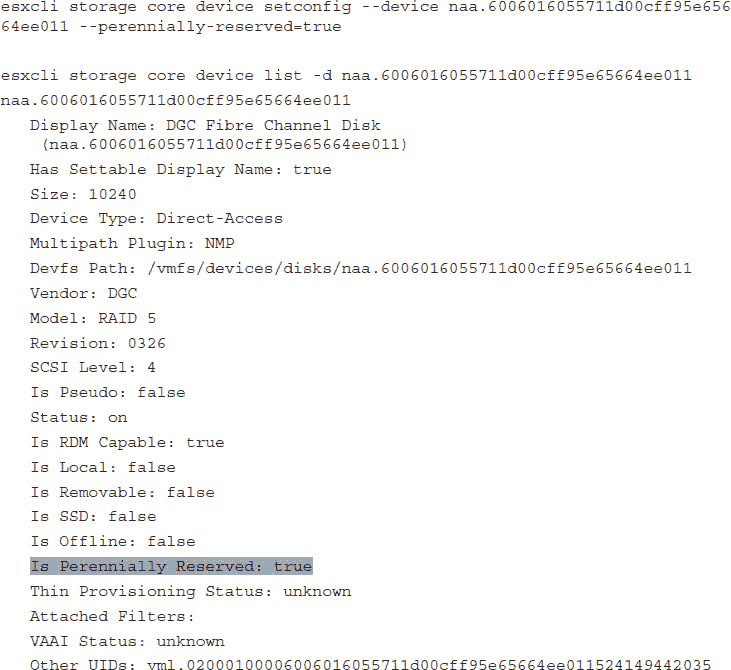 esxcli storage core device setconfig --device naa.6006016055711d00cff95e656
64ee011 --perennially-reserved=true
esxcli storage core device list -d naa.6006016055711d00cff95e65664ee011
naa.6006016055711d00cff95e65664ee011
Display Name: DGC Fibre Channel Disk
(naa.6006016055711d00cff95e65664ee011)
Has Settable Display Name: true
Size: 10240
Device Type: Direct-Access
Multipath Plugin: NMP
Devfs Path: /vmfs/devices/disks/naa.6006016055711d00cff95e65664ee011
Vendor: DGC
Model: RAID 5
Revision: 0326
SCSI Level: 4
Is Pseudo: false
Status: on
Is RDM Capable: true
Is Local: false
Is Removable: false
Is SSD: false
Is Offline: false
Is Perennially Reserved: true
Thin Provisioning Status: unknown
Attached Filters:
VAAI Status: unknown
Other UIDs: vml.02000100006006016055711d00cff95e65664ee011524149442035